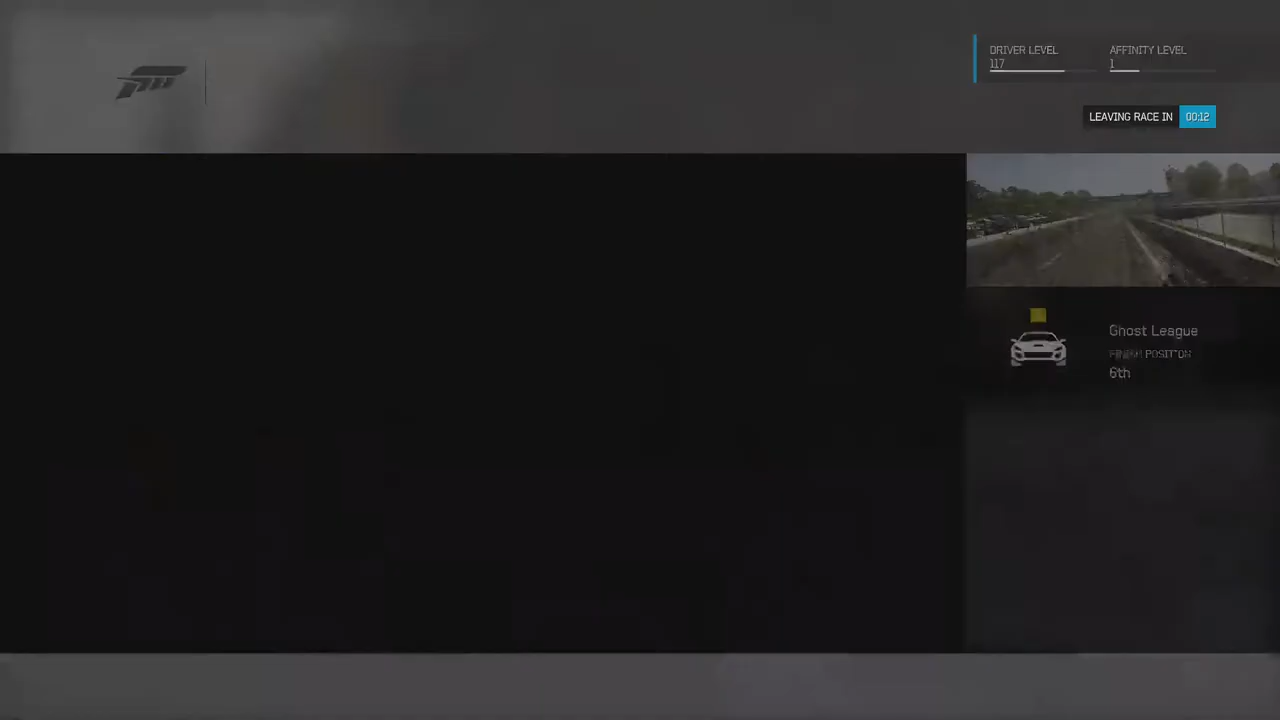 DRIVER LEVEL
117
AFFINITY LEVEL
1
LEAVING RACE IN 00:12
Ghost League
FINISH POSITION
6th